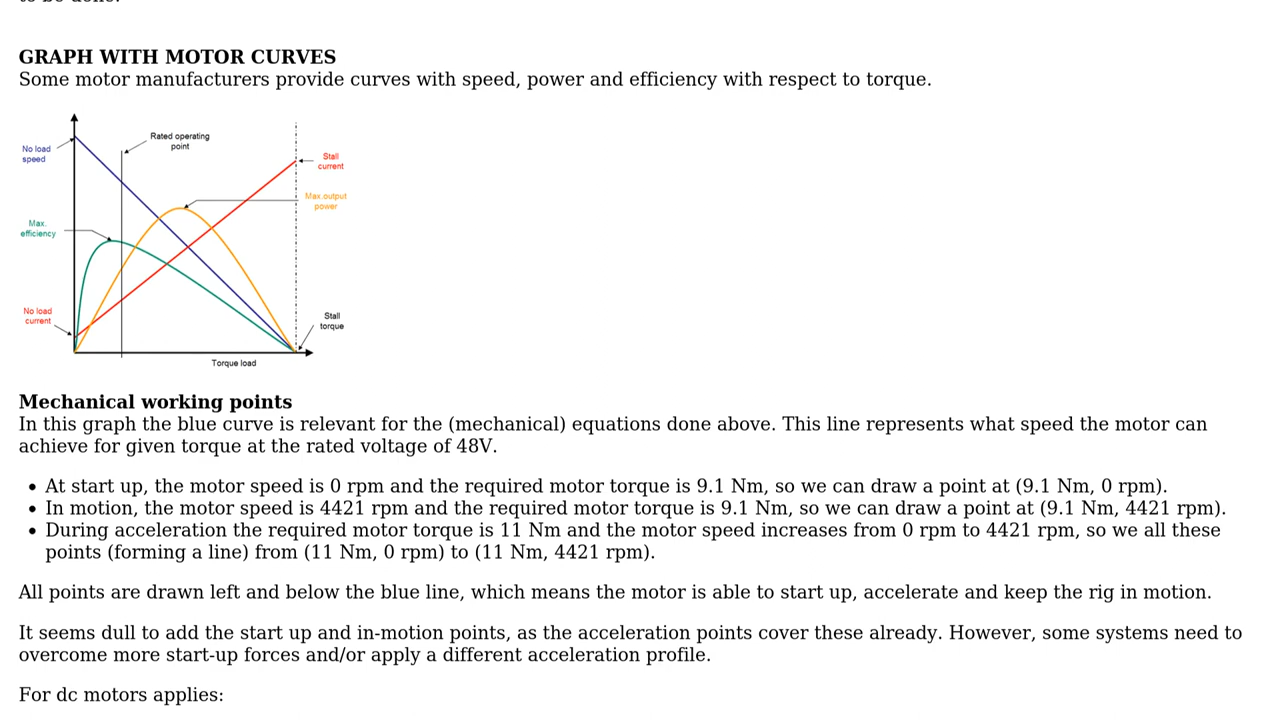 GRAPH WITH MOTOR CURVES
Some motor manufacturers provide curves with speed, power and efficiency with respect to torque.
Rated operating
point
No load
speed
Stall
current
Max.output
power
Max.
efficiency
No load
current
Stall
torque
Torque load
Mechanical working points
In this graph the blue curve is relevant for the (mechanical) equations done above. This line represents what speed the motor can
achieve for given torque at the rated voltage of 48V.
• At start up, the motor speed is 0 rpm and the required motor torque is 9.1 Nm, so we can draw a point at (9.1 Nm, 0 rpm).
• In motion, the motor speed is 4421 rpm and the required motor torque is 9.1 Nm, so we can draw a point at (9.1 Nm, 4421 rpm).
• During acceleration the required motor torque is 11 Nm and the motor speed increases from 0 rpm to 4421 rpm, so we all these
points (forming a line) from (11 Nm, 0 rpm) to (11 Nm, 4421 rpm).
All points are drawn left and below the blue line, which means the motor is able to start up, accelerate and keep the rig in motion.
It seems dull to add the start up and in-motion points, as the acceleration points cover these already. However, some systems need to
overcome more start-up forces and/or apply a different acceleration profile.
For dc motors applies: